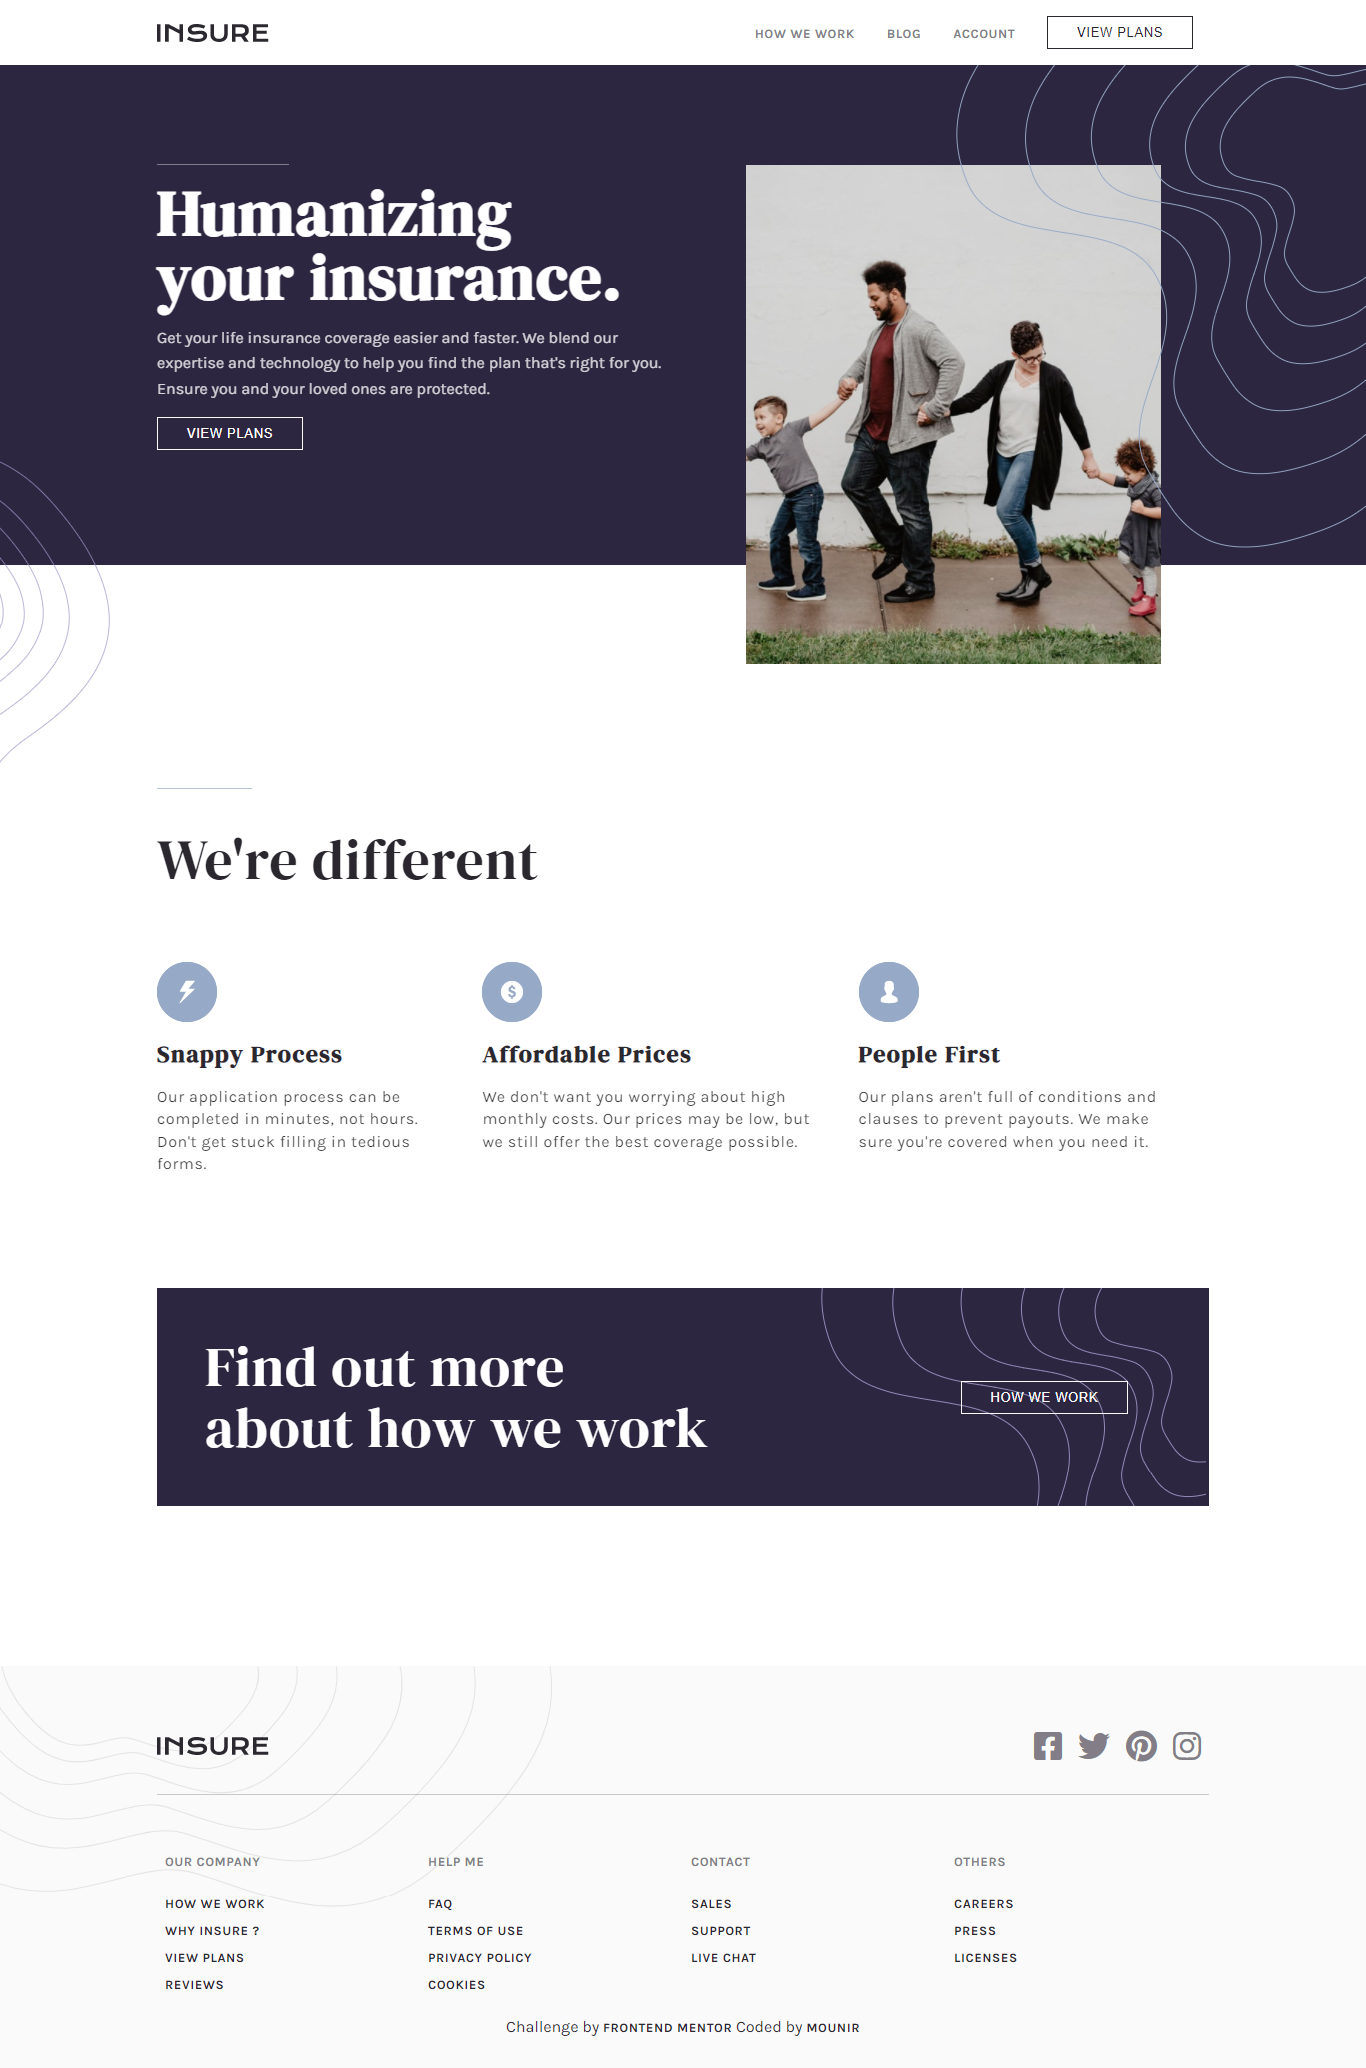 INSURE
HOW WE WORK
BLOG
ACCOUNT
VIEW PLANS
Humanizing
your insurance.
Get your life insurance coverage easier and faster. We blend our
expertise and technology to help you find the plan that's right for you.
Ensure you and your loved ones are protected.
VIEW PLANS
We're different
Snappy Process
Our application process can be
completed in minutes, not hours.
Don't get stuck filling in tedious
forms.
Affordable Prices
We don't want you worrying about high
monthly costs. Our prices may be low, but
we still offer the best coverage possible.
People First
Our plans aren't full of conditions and
clauses to prevent payouts. We make
sure you're covered when you need it.
Find out more
about how we work
HOW WE WORK
INSURE
OUR COMPANY
HOW WE WORK
WHY INSURE ?
VIEW PLANS
REVIEWS
HELP ME
FAQ
TERMS OF USE
PRIVACY POLICY
COOKIES
CONTACT
SALES
SUPPORT
LIVE CHAT
OTHERS
CAREERS
PRESS
LICENSES
Challenge by FRONTEND MENTOR Coded by MOUNIR